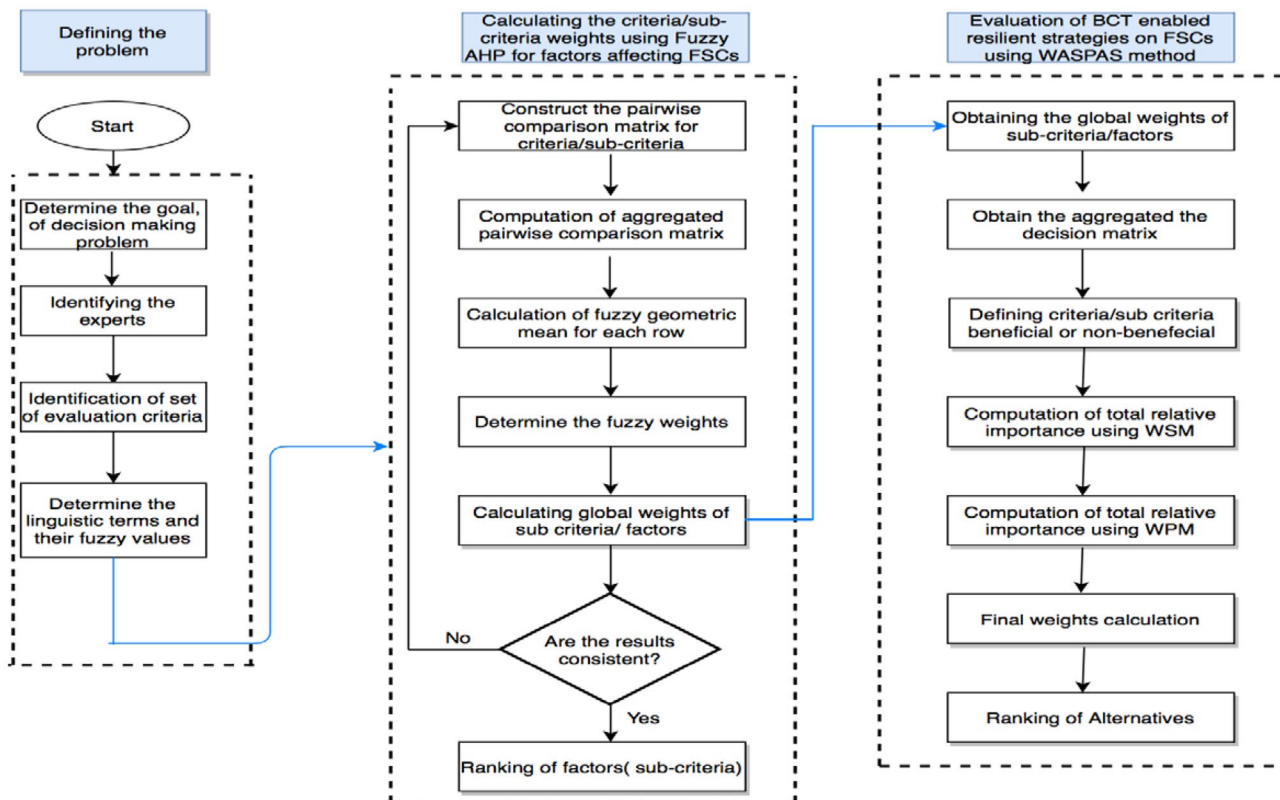 Defining the
problem
Start
Determine the goal,
of decision making
problem
Identifying the
experts
Identification of set
of evaluation criteria
Determine the
linguistic terms and
their fuzzy values
Calculating the criteria/sub-
criteria weights using Fuzzy
AHP for factors affecting FSCs
Construct the pairwise
comparison matrix for
criteria/sub-criteria
Computation of aggregated
pairwise comparison matrix
Calculation of fuzzy geometric
mean for each row
Determine the fuzzy weights
Calculating global weights of
sub criteria/ factors
No
Are the results
consistent?
Yes
Ranking of factors( sub-criteria)
Evaluation of BCT enabled
resilient strategies on FSCs
using WASPAS method
Obtaining the global weights of
sub-criteria/factors
Obtain the aggregated the
decision matrix
Defining criteria/sub criteria
beneficial or non-benefecial
Computation of total relative
importance using WSM
Computation of total relative
importance using WPM
Final weights calculation
Ranking of Alternatives